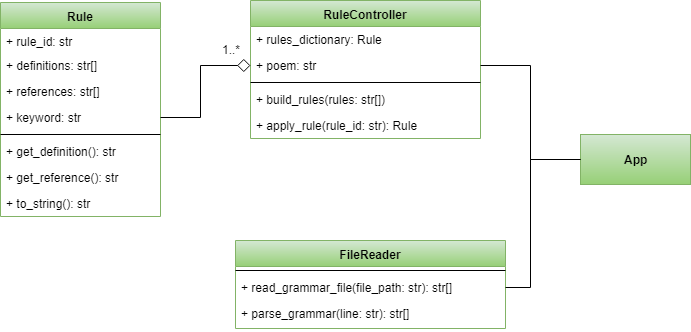 Rule
+ rule_id: str
+ definitions: str[]
+ references: str[]
+ keyword: str
+ get_definition(): str
+ get_reference(): str
+ to_string(): str
1..*
RuleController
+ rules_dictionary: Rule
+ poem: str
+ build_rules(rules: str[])
+ apply_rule(rule_id: str): Rule
App
FileReader
+ read_grammar_file(file_path: str): str[]
+ parse_grammar(line: str): str[]